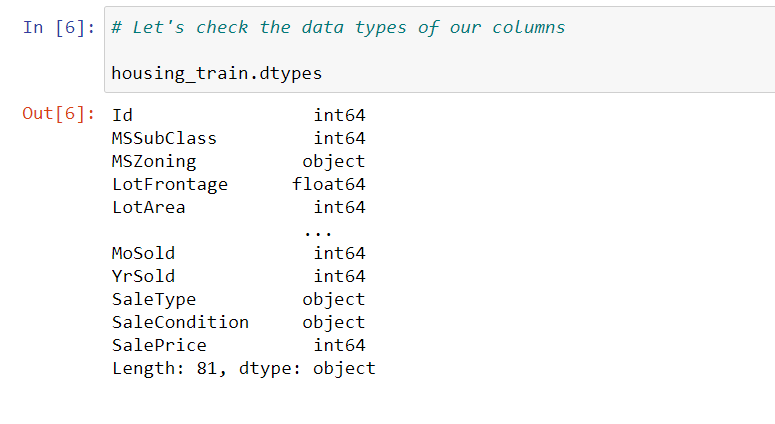 In [6]: # Let's check the data types of our columns
housing_train.dtypes
Out[6]: Id int64
MSSubClass int64
MSZoning object
LotFrontage float64
LotArea int64
...
MoSold int64
YrSold int64
SaleType object
SaleCondition object
SalePrice int64
Length: 81, dtype: object